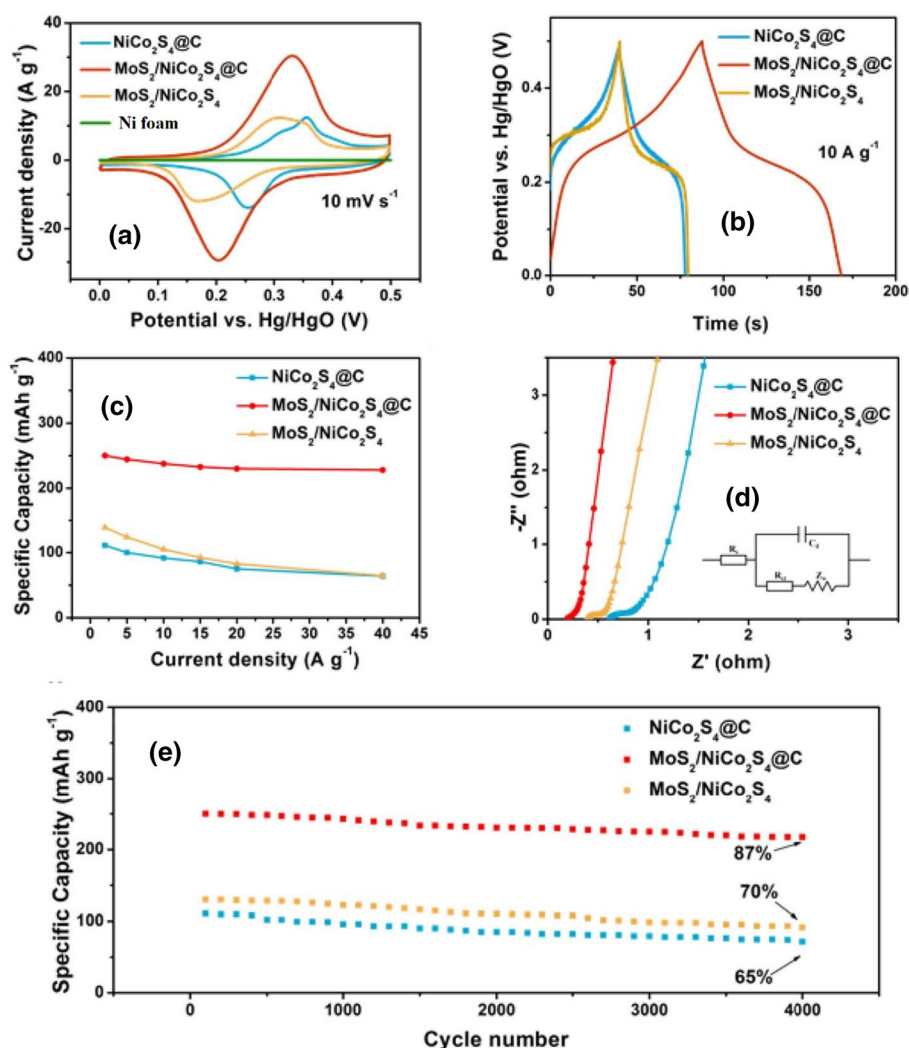 40
20
0
-20
Current density (A g⁻¹)
NiCo₂S₄@C
MoS₂/NiCo₂S₄@C
MoS₂/NiCo₂S₄
Ni foam
10 mV s⁻¹
(a)
0.0 0.1 0.2 0.3 0.4 0.5
Potential vs. Hg/HgO (V)
0.4
0.2
0.0
Potential vs. Hg/HgO (V)
NiCo₂S₄@C
MoS₂/NiCo₂S₄@C
MoS₂/NiCo₂S₄
10 A g⁻¹
(b)
0 50 100 150 200
Time (s)
400
300
200
100
0
Specific Capacity (mAh g⁻¹)
(c)
NiCo₂S₄@C
MoS₂/NiCo₂S₄@C
MoS₂/NiCo₂S₄
0 5 10 15 20 25 30 35 40 45
Current density (A g⁻¹)
3
2
1
0
-Z'' (ohm)
NiCo₂S₄@C
MoS₂/NiCo₂S₄@C
MoS₂/NiCo₂S₄
(d)
0 1 2 3
Z' (ohm)
400
300
200
100
0
Specific Capacity (mAh g⁻¹)
(e)
NiCo₂S₄@C
MoS₂/NiCo₂S₄@C
MoS₂/NiCo₂S₄
87%
70%
65%
0 1000 2000 3000 4000
Cycle number